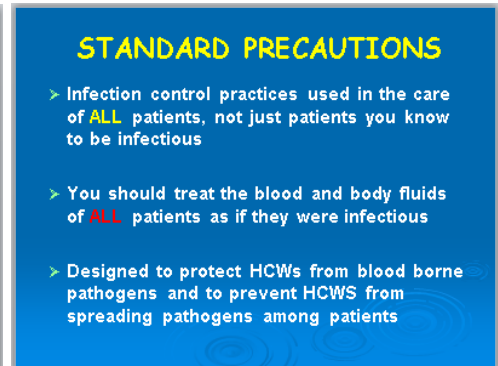 STANDARD PRECAUTIONS
➤ Infection control practices used in the care
of ALL patients, not just patients you know
to be infectious
➤ You should treat the blood and body fluids
of ALL patients as if they were infectious
➤ Designed to protect HCWs from blood borne
pathogens and to prevent HCWS from
spreading pathogens among patients